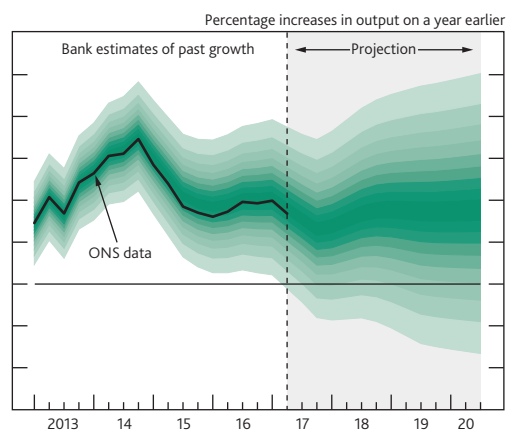 Percentage increases in output on a year earlier
Bank estimates of past growth
Projection
ONS data
2013 14 15 16 17 18 19 20